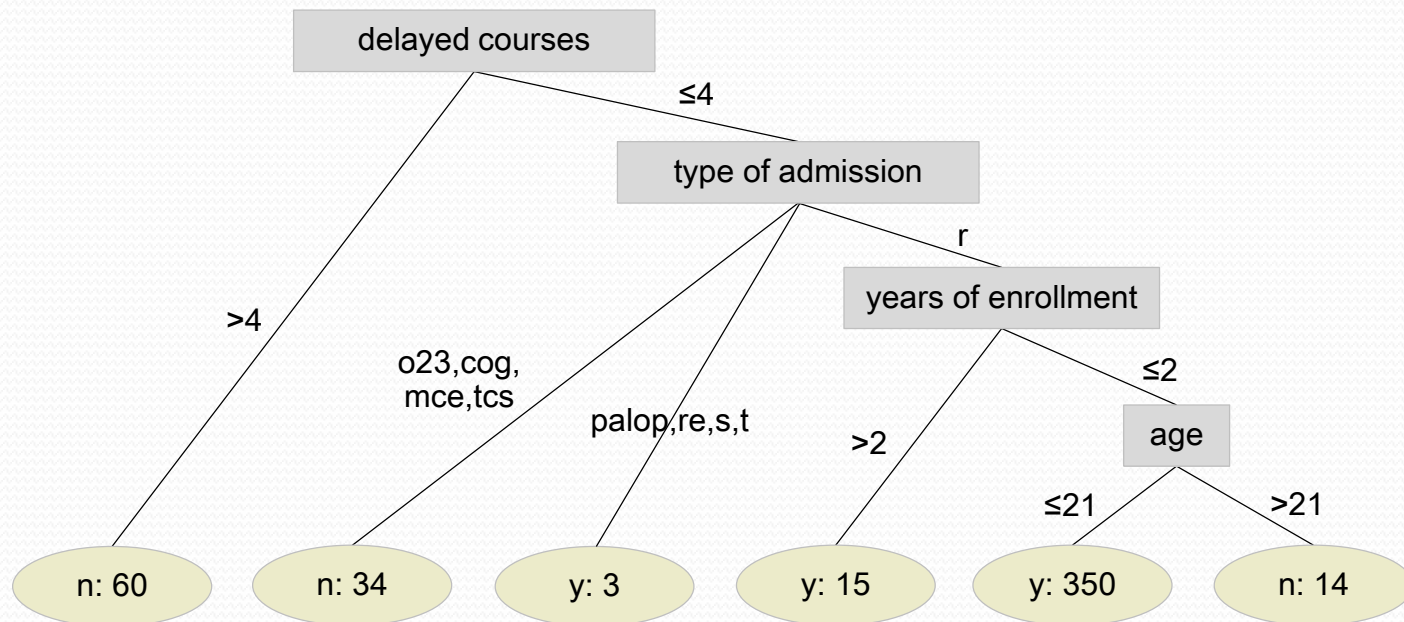 delayed courses
≤4
type of admission
r
years of enrollment
>4
o23,cog,
mce,tcs
≤2
palop,re,s,t
>2
age
≤21
>21
n: 60
n: 34
y: 3
y: 15
y: 350
n: 14